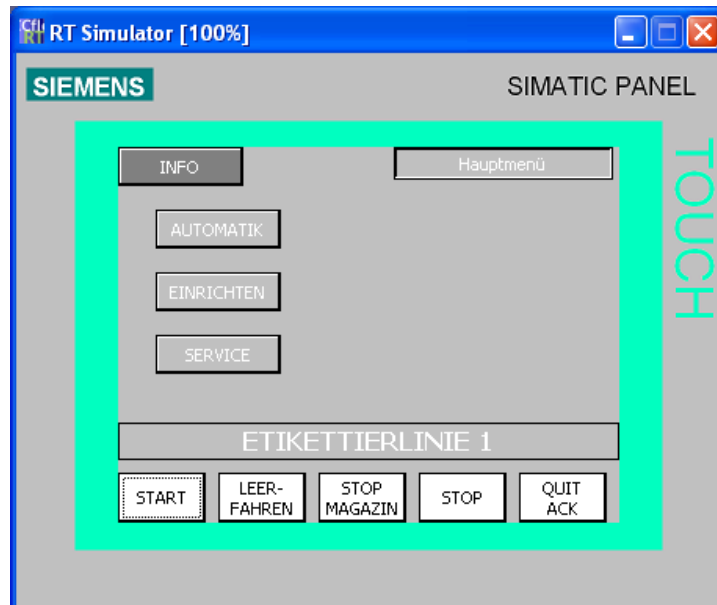 RT Simulator [100%]
SIEMENS
SIMATIC PANEL
TOUCH
INFO
Hauptmenü
AUTOMATIK
EINRICHTEN
SERVICE
ETIKETTIERLINIE 1
START
LEER-
FAHREN
STOP
MAGAZIN
STOP
QUIT
ACK